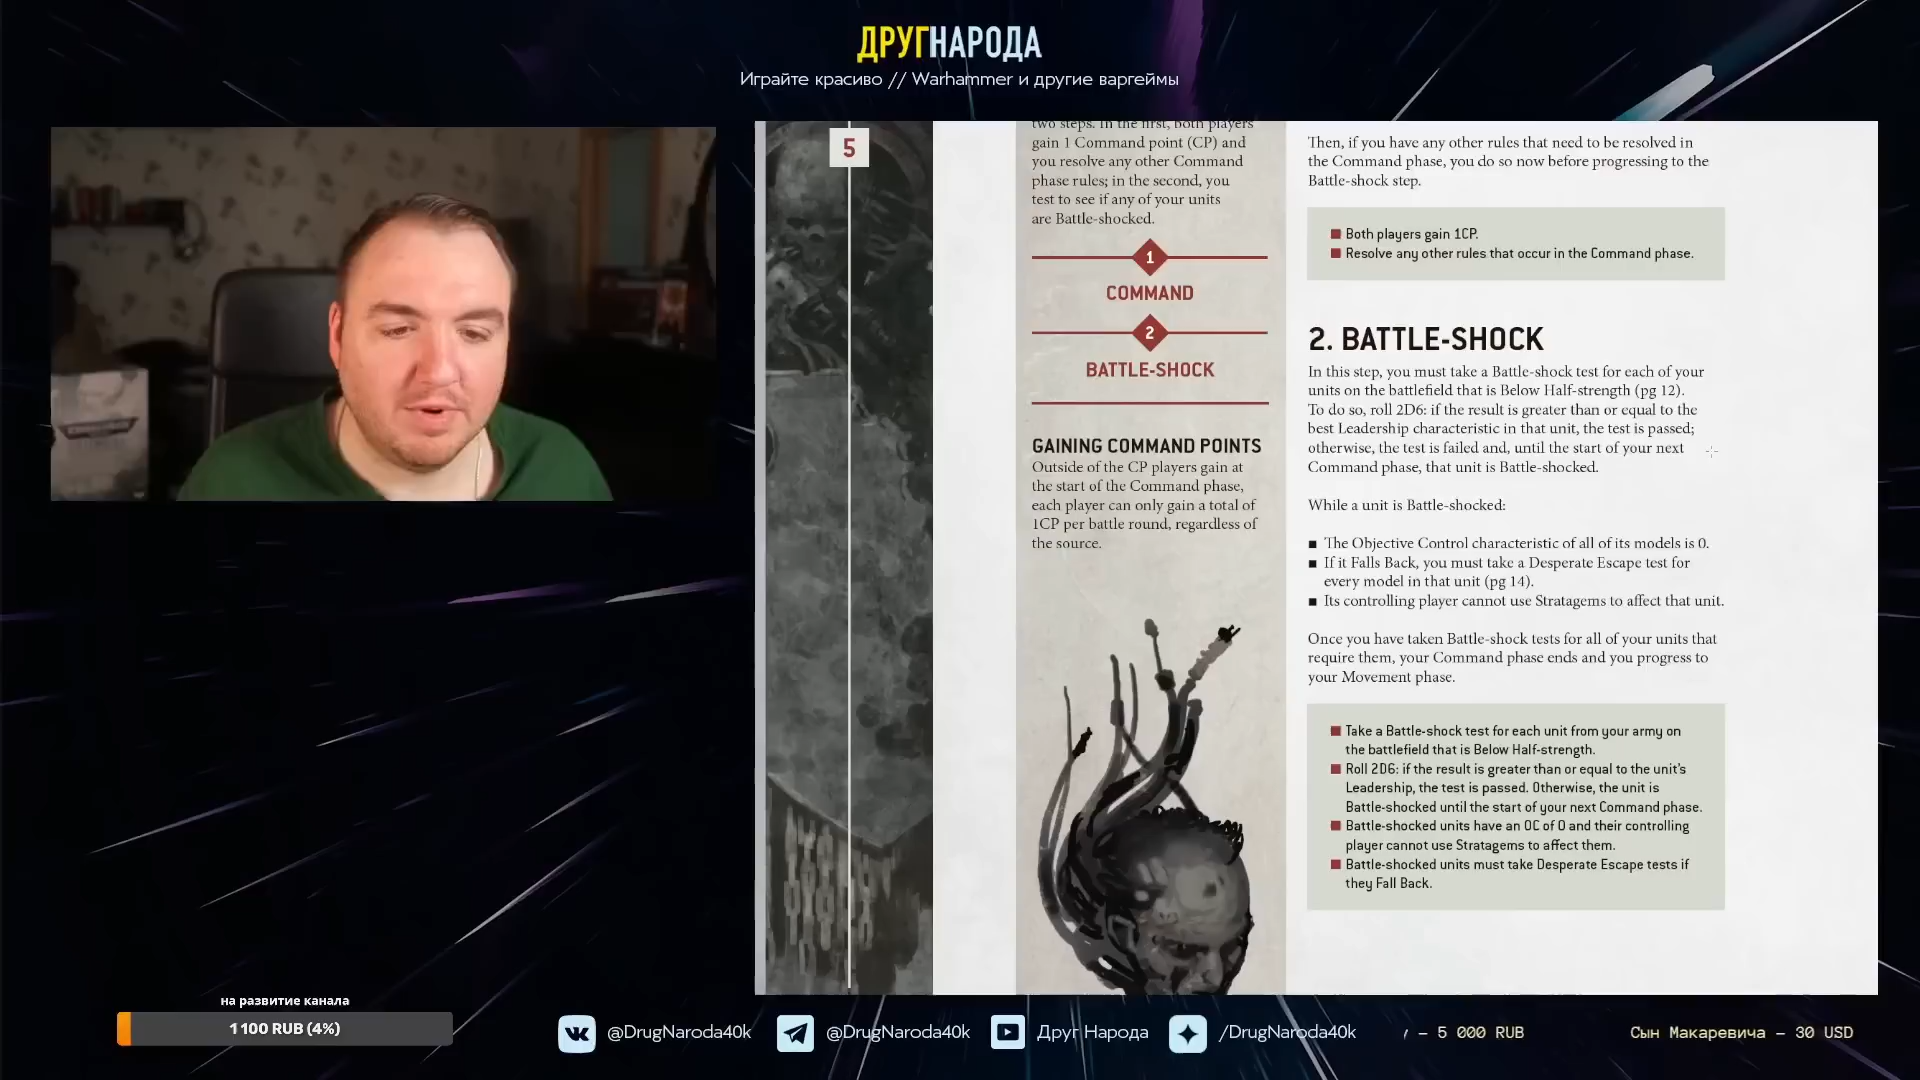 ДРУГНАРОДА
Играйте красиво // Warhammer и другие варгеймы
5
two steps. In the first, both players
gain 1 Command point (CP) and
you resolve any other Command
phase rules; in the second, you
test to see if any of your units
are Battle-shocked.
1
COMMAND
2
BATTLE-SHOCK
GAINING COMMAND POINTS
Outside of the CP players gain at
the start of the Command phase,
each player can only gain a total of
1CP per battle round, regardless of
the source.
Then, if you have any other rules that need to be resolved in
the Command phase, you do so now before progressing to the
Battle-shock step.
■ Both players gain 1CP.
■ Resolve any other rules that occur in the Command phase.
2. BATTLE-SHOCK
In this step, you must take a Battle-shock test for each of your
units on the battlefield that is Below Half-strength (pg 12).
To do so, roll 2D6: if the result is greater than or equal to the
best Leadership characteristic in that unit, the test is passed;
otherwise, the test is failed and, until the start of your next
Command phase, that unit is Battle-shocked.
While a unit is Battle-shocked:
■ The Objective Control characteristic of all of its models is 0.
■ If it Falls Back, you must take a Desperate Escape test for
every model in that unit (pg 14).
■ Its controlling player cannot use Stratagems to affect that unit.
Once you have taken Battle-shock tests for all of your units that
require them, your Command phase ends and you progress to
your Movement phase.
■ Take a Battle-shock test for each unit from your army on
the battlefield that is Below Half-strength.
■ Roll 2D6: if the result is greater than or equal to the unit's
Leadership, the test is passed. Otherwise, the unit is
Battle-shocked until the start of your next Command phase.
■ Battle-shocked units have an OC of 0 and their controlling
player cannot use Stratagems to affect them.
■ Battle-shocked units must take Desperate Escape tests if
they Fall Back.
на развитие канала
1 100 RUB (4%)
@DrugNaroda40k
@DrugNaroda40k
Друг Народа
/DrugNaroda40k
– 5 000 RUB
Сын Макаревича – 30 USD